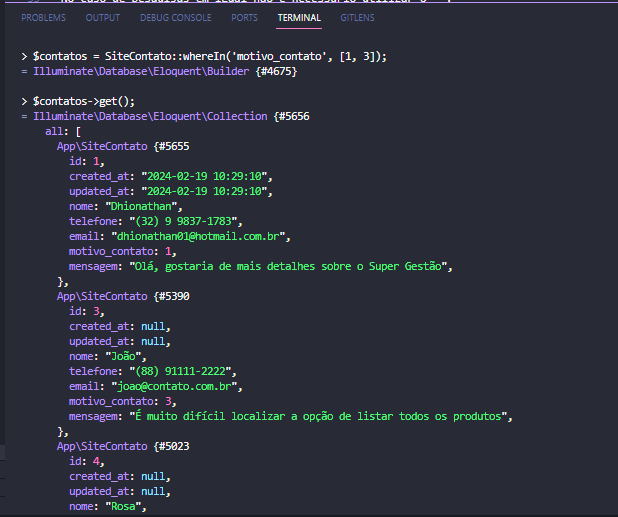 PROBLEMS OUTPUT DEBUG CONSOLE PORTS TERMINAL GITLENS
> $contatos = SiteContato::whereIn('motivo_contato', [1, 3]);
= Illuminate\Database\Eloquent\Builder {#4675}
> $contatos->get();
= Illuminate\Database\Eloquent\Collection {#5656
all: [
App\SiteContato {#5655
id: 1,
created_at: "2024-02-19 10:29:10",
updated_at: "2024-02-19 10:29:10",
nome: "Dhionathan",
telefone: "(32) 9 9837-1783",
email: "dhionathan01@hotmail.com.br",
motivo_contato: 1,
mensagem: "Olá, gostaria de mais detalhes sobre o Super Gestão",
},
App\SiteContato {#5390
id: 3,
created_at: null,
updated_at: null,
nome: "João",
telefone: "(88) 91111-2222",
email: "joao@contato.com.br",
motivo_contato: 3,
mensagem: "É muito difícil localizar a opção de listar todos os produtos",
},
App\SiteContato {#5023
id: 4,
created_at: null,
updated_at: null,
nome: "Rosa",